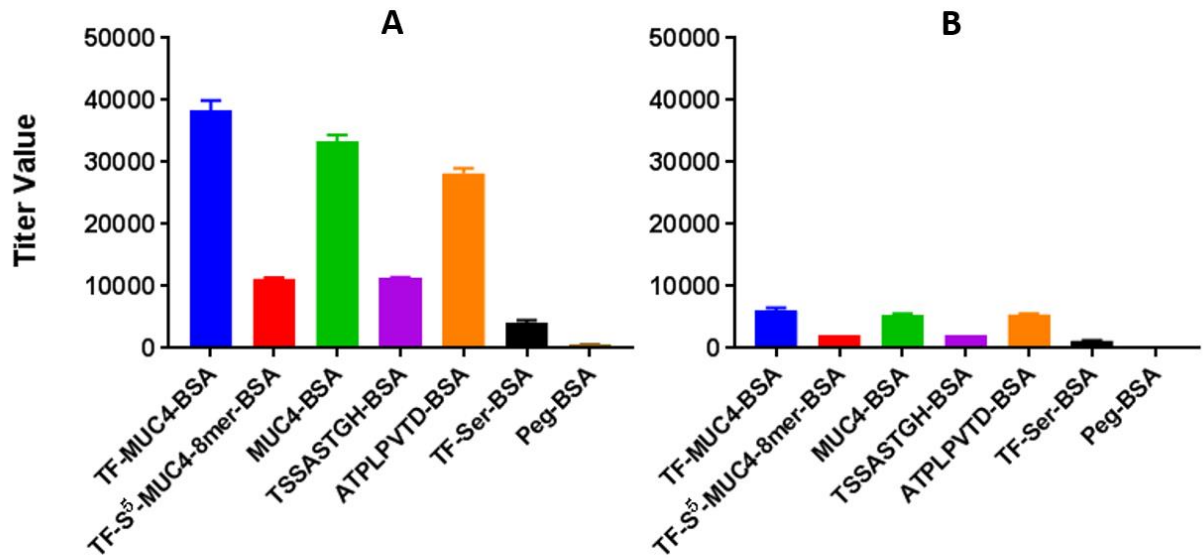 A
B
Titer Value
50000
40000
30000
20000
10000
0
TF-MUC4-BSA
TF-S⁵-MUC4-8mer-BSA
MUC4-BSA
TSSASTGH-BSA
ATPLPVTD-BSA
TF-Ser-BSA
Peg-BSA
50000
40000
30000
20000
10000
0
TF-MUC4-BSA
TF-S⁵-MUC4-8mer-BSA
MUC4-BSA
TSSASTGH-BSA
ATPLPVTD-BSA
TF-Ser-BSA
Peg-BSA